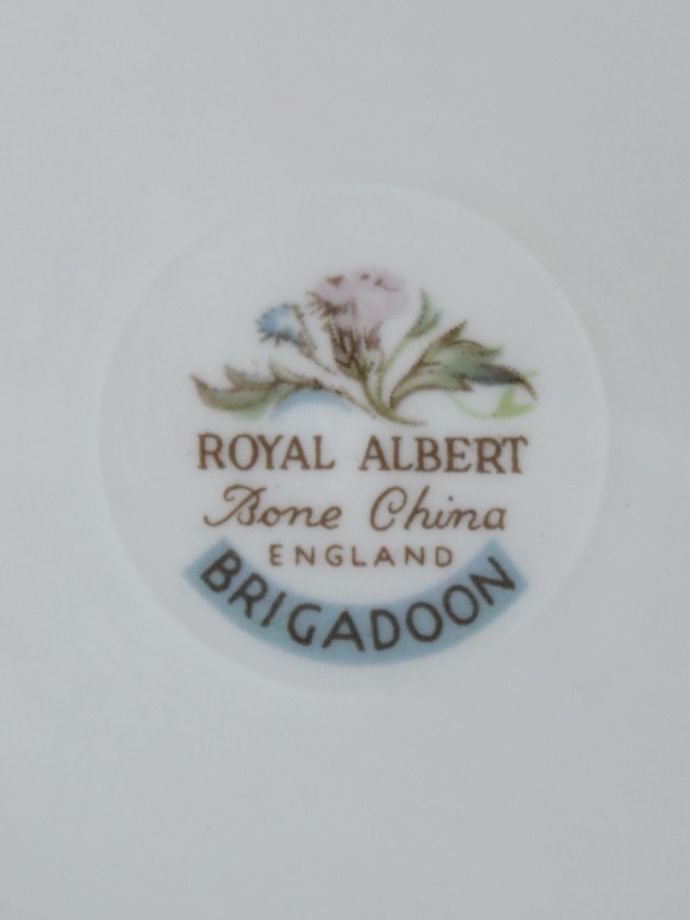 ROYAL ALBERT
Bone China
ENGLAND
BRIGADOON